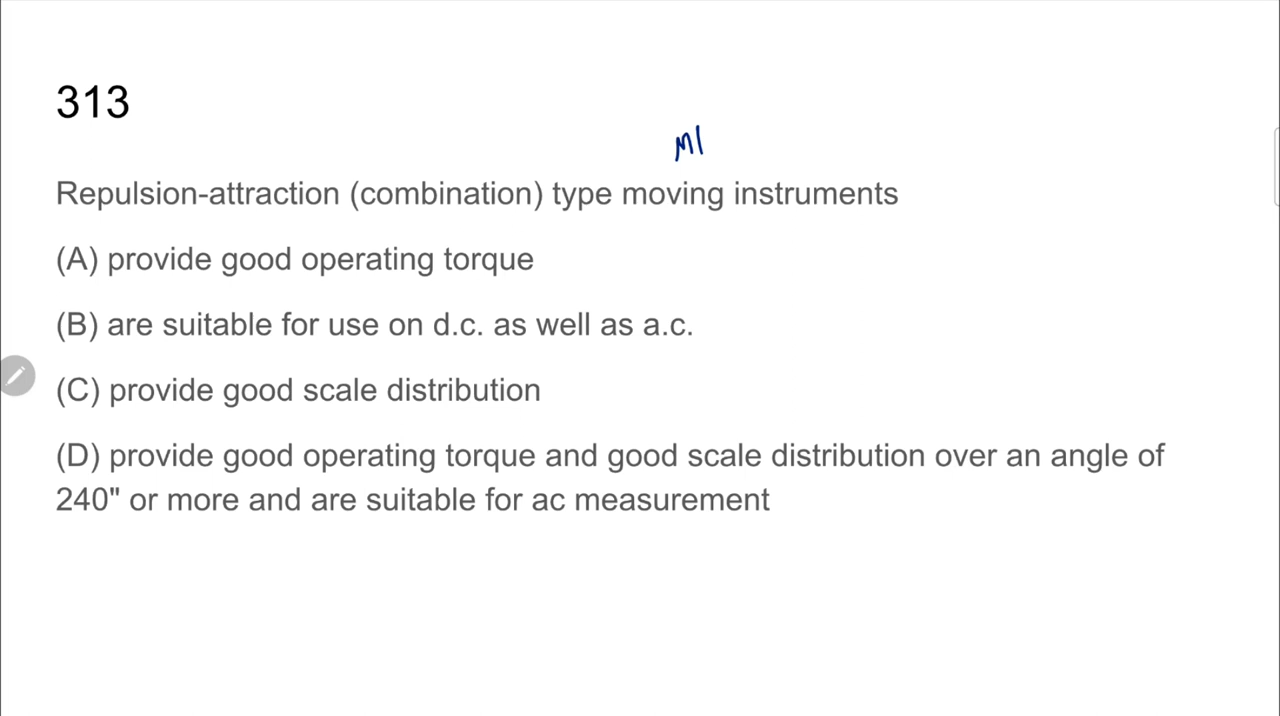 313
MI
Repulsion-attraction (combination) type moving instruments
(A) provide good operating torque
(B) are suitable for use on d.c. as well as a.c.
(C) provide good scale distribution
(D) provide good operating torque and good scale distribution over an angle of
240" or more and are suitable for ac measurement